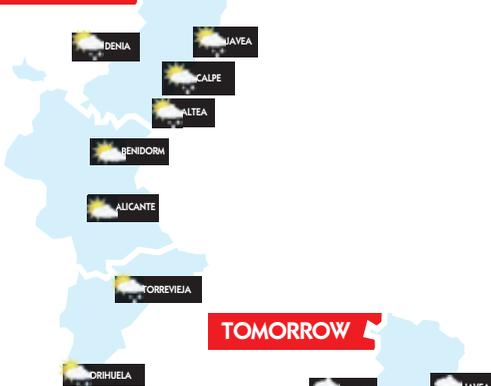 DENIA
JAVEA
CALPE
ALTEA
BENIDORM
ALICANTE
TORREVIEJA
TOMORROW
ORIHUELA